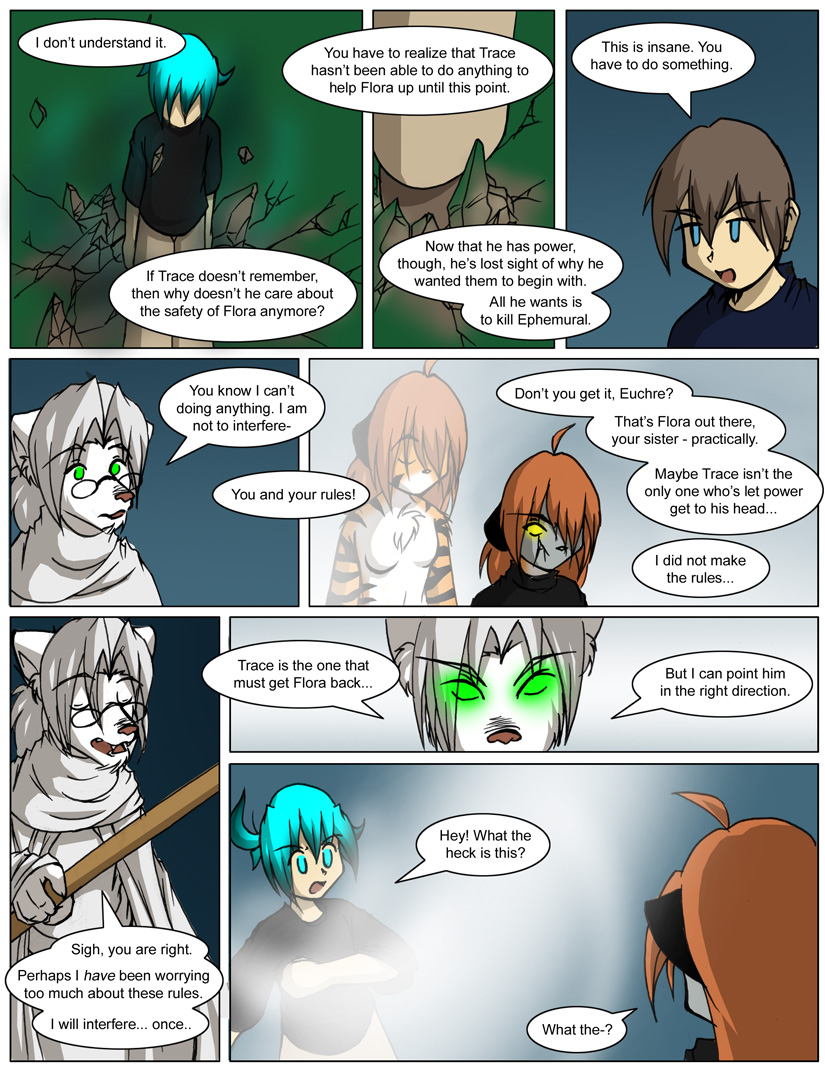 I don't understand it.
If Trace doesn't remember,
then why doesn't he care about
the safety of Flora anymore?
You have to realize that Trace
hasn't been able to do anything to
help Flora up until this point.
Now that he has power,
though, he's lost sight of why he
wanted them to begin with.
All he wants is
to kill Ephemural.
This is insane. You
have to do something.
You know I can't
doing anything. I am
not to interfere-
You and your rules!
Don't you get it, Euchre?
That's Flora out there,
your sister - practically.
Maybe Trace isn't the
only one who's let power
get to his head...
I did not make
the rules...
Sigh, you are right.
Perhaps I have been worrying
too much about these rules.
I will interfere... once..
Trace is the one that
must get Flora back...
But I can point him
in the right direction.
Hey! What the
heck is this?
What the-?